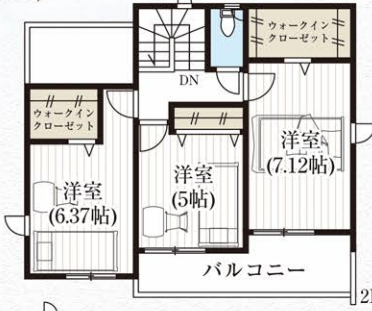 ウォークイン
クローゼット
DN
ウォークイン
クローゼット
洋室
(7.12帖)
洋室
(5帖)
洋室
(6.37帖)
バルコニー